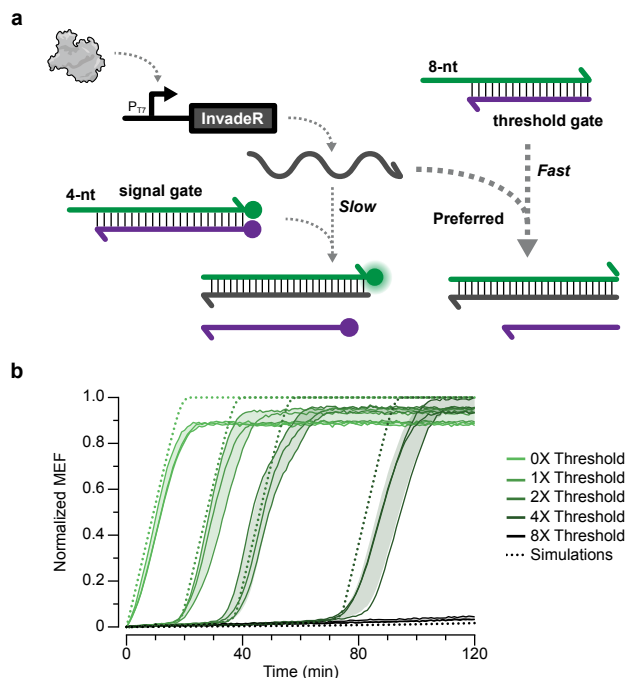 a
8-nt
P_T7
InvadeR
threshold gate
Fast
4-nt
signal gate
Slow
Preferred
b
Normalized MEF
1.0
0.8
0.6
0.4
0.2
0
0
40
80
120
Time (min)
0X Threshold
1X Threshold
2X Threshold
4X Threshold
8X Threshold
Simulations